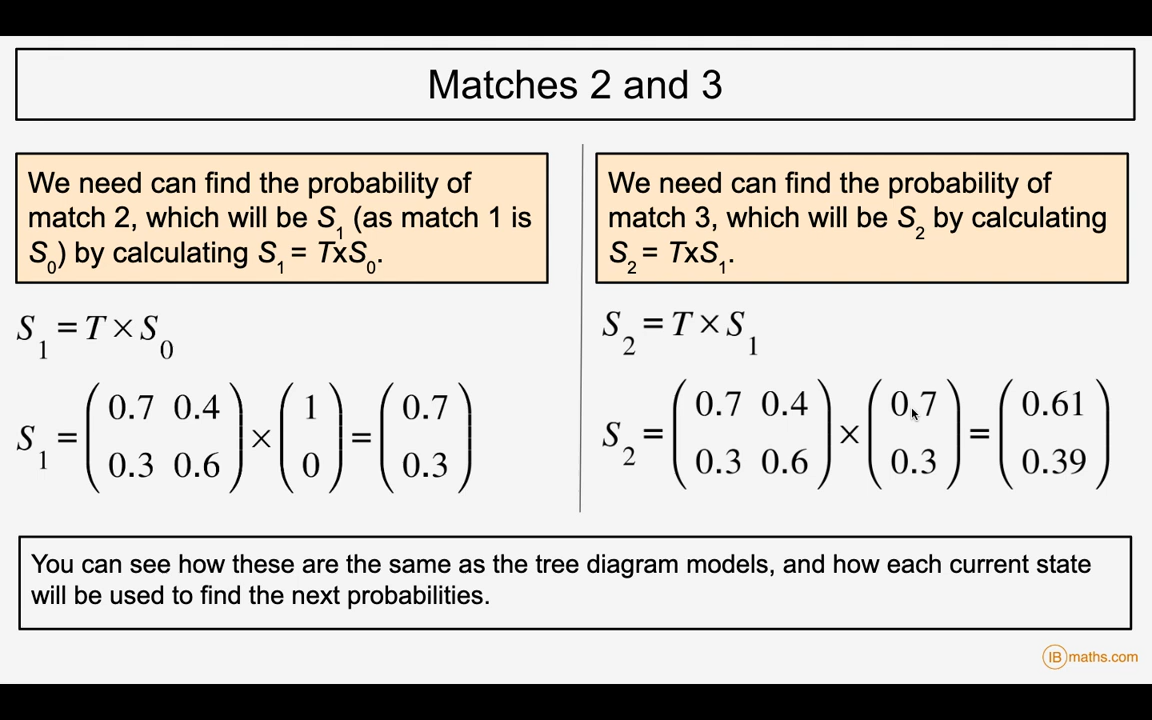 Matches 2 and 3
We need can find the probability of
match 2, which will be S₁ (as match 1 is
S₀) by calculating S₁ = TxS₀.
We need can find the probability of
match 3, which will be S₂ by calculating
S₂ = TxS₁.
S₁ = T × S₀
S₁ = (0.7 0.4
0.3 0.6) × (1
0) = (0.7
0.3)
S₂ = T × S₁
S₂ = (0.7 0.4
0.3 0.6) × (0.7
0.3) = (0.61
0.39)
You can see how these are the same as the tree diagram models, and how each current state
will be used to find the next probabilities.
IBmaths.com